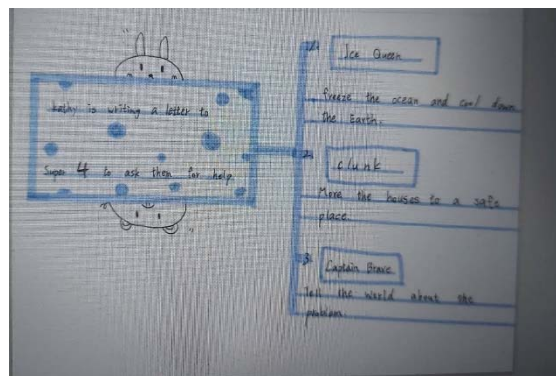 Kathy is writing a letter to
Super 4 to ask them for help.
1.
Ice Queen
freeze the ocean and cool down
the Earth.
2.
clunk
Move the houses to a safe
place.
3.
Captain Brave
Tell the world about the
problem.